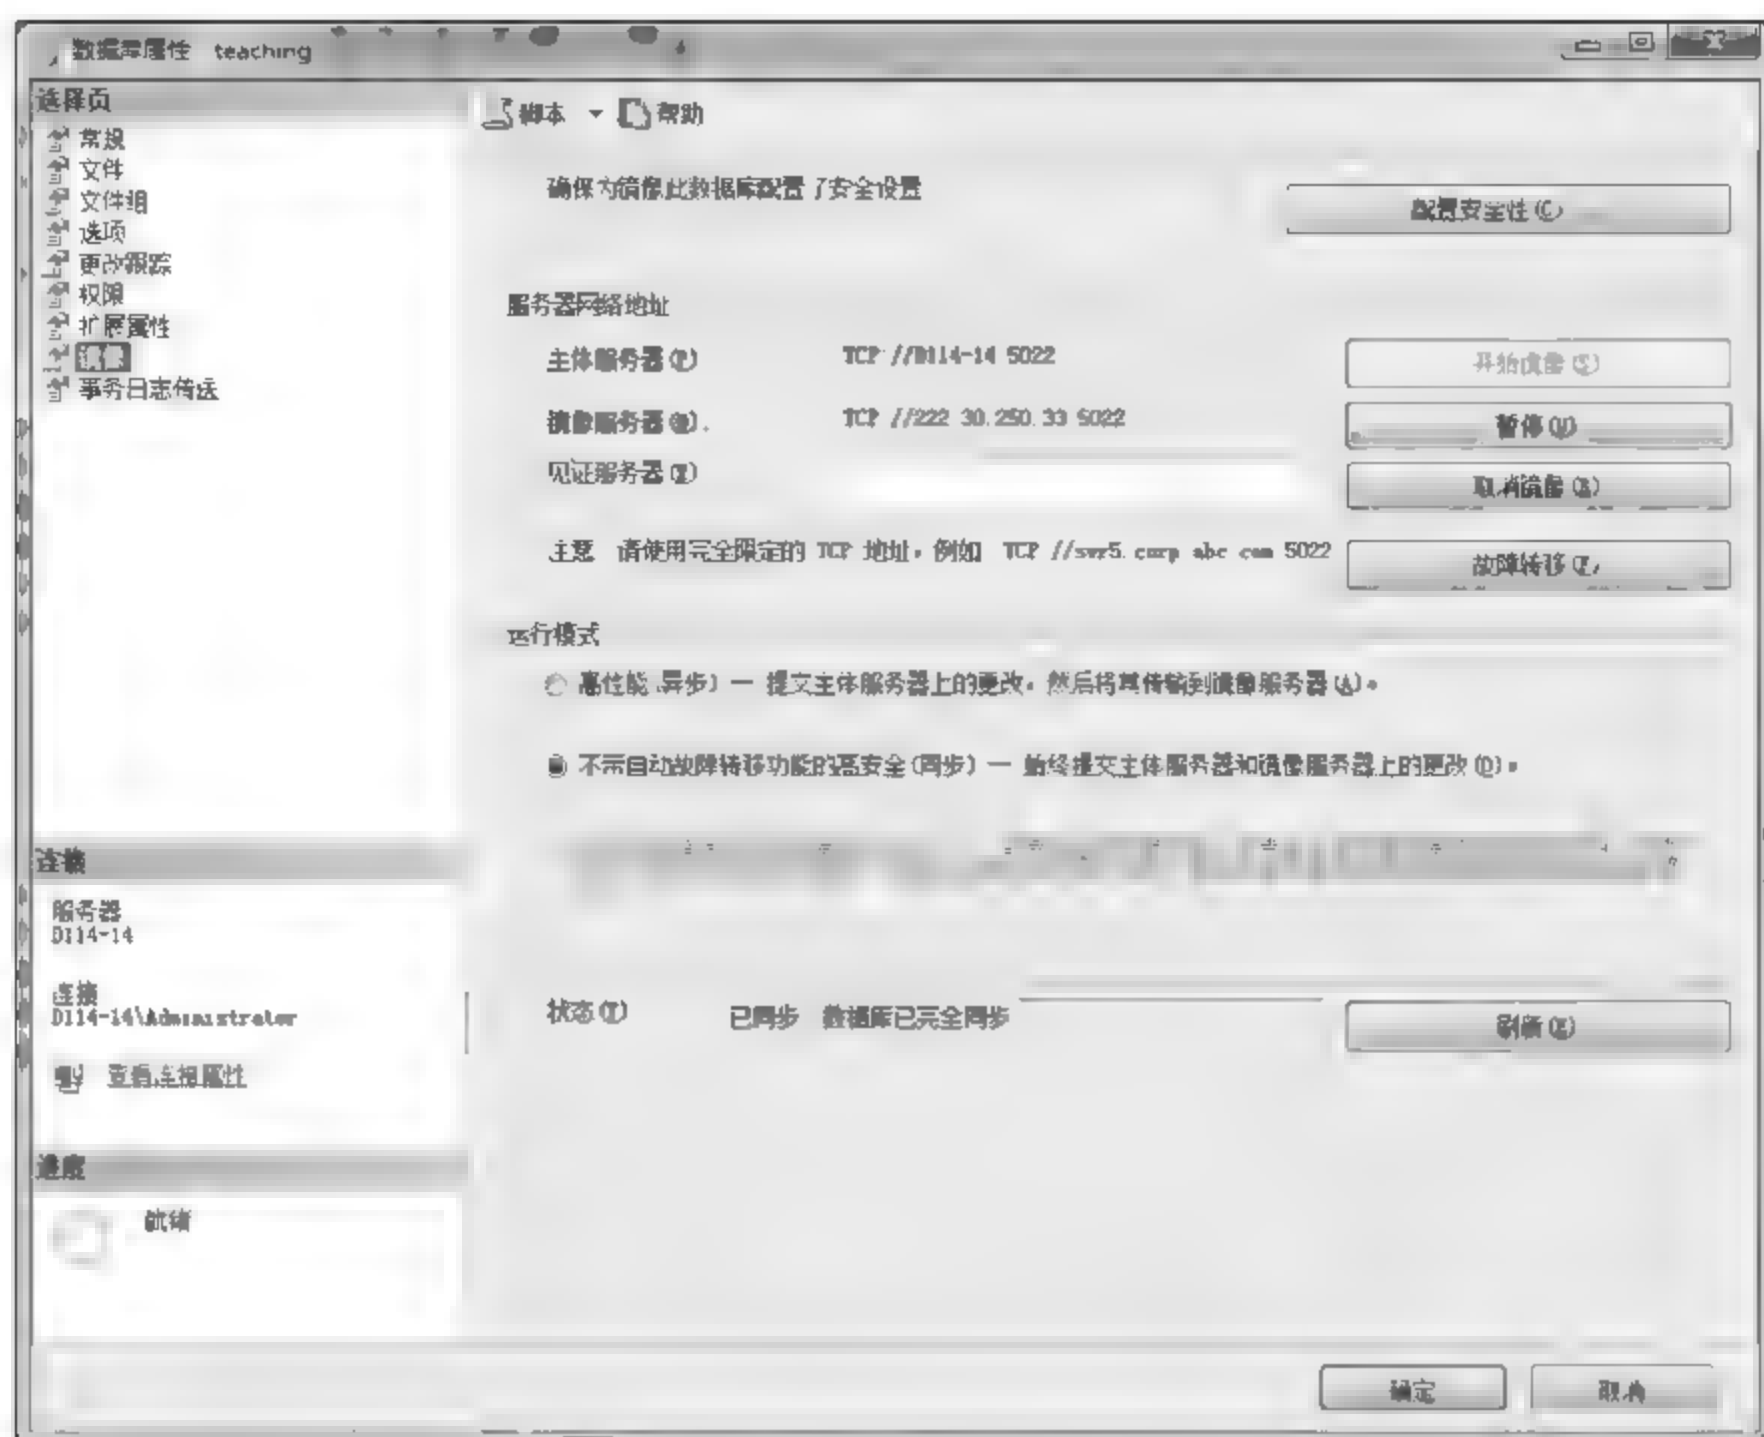 数据库属性 teaching
选择页
常规
文件
文件组
选项
更改跟踪
权限
扩展属性
镜像
事务日志传送
脚本 帮助
确保为镜像此数据库配置了安全设置
配置安全性(C)
服务器网络地址
主体服务器(P)
TCP //D114-14 5022
开始镜像(S)
镜像服务器(M).
TCP //222 30.250.33 5022
暂停(U)
见证服务器(W)
取消镜像(R)
注意 请使用完全限定的 TCP 地址，例如 TCP //svr5.corp abc com 5022
故障转移(F)
运行模式
高性能 异步) — 提交主体服务器上的更改，然后将其传输到镜像服务器(A)。
不带自动故障转移功能的高安全(同步) — 始终提交主体服务器和镜像服务器上的更改(O)。
连接
服务器
D114-14
连接
D114-14\Administrator
查看连接属性
状态(T)
已同步 数据库已完全同步
刷新(E)
进度
就绪
确定
取消